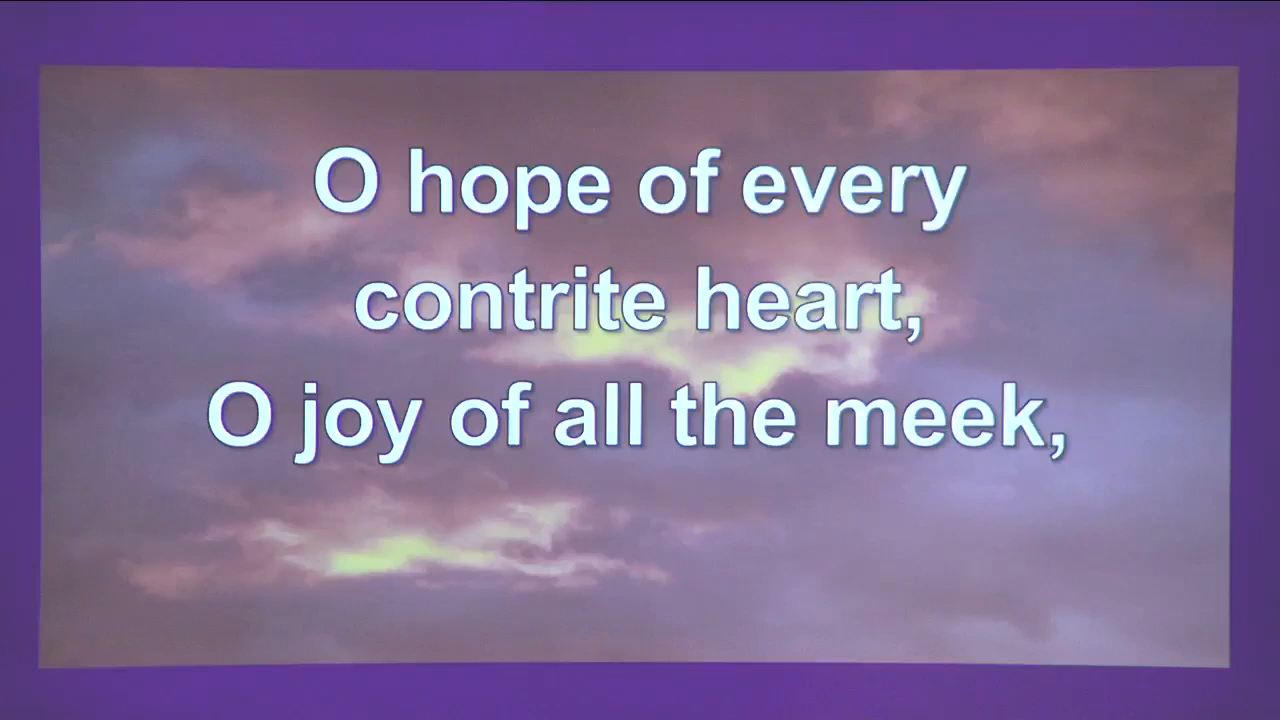 O hope of every
contrite heart,
O joy of all the meek,